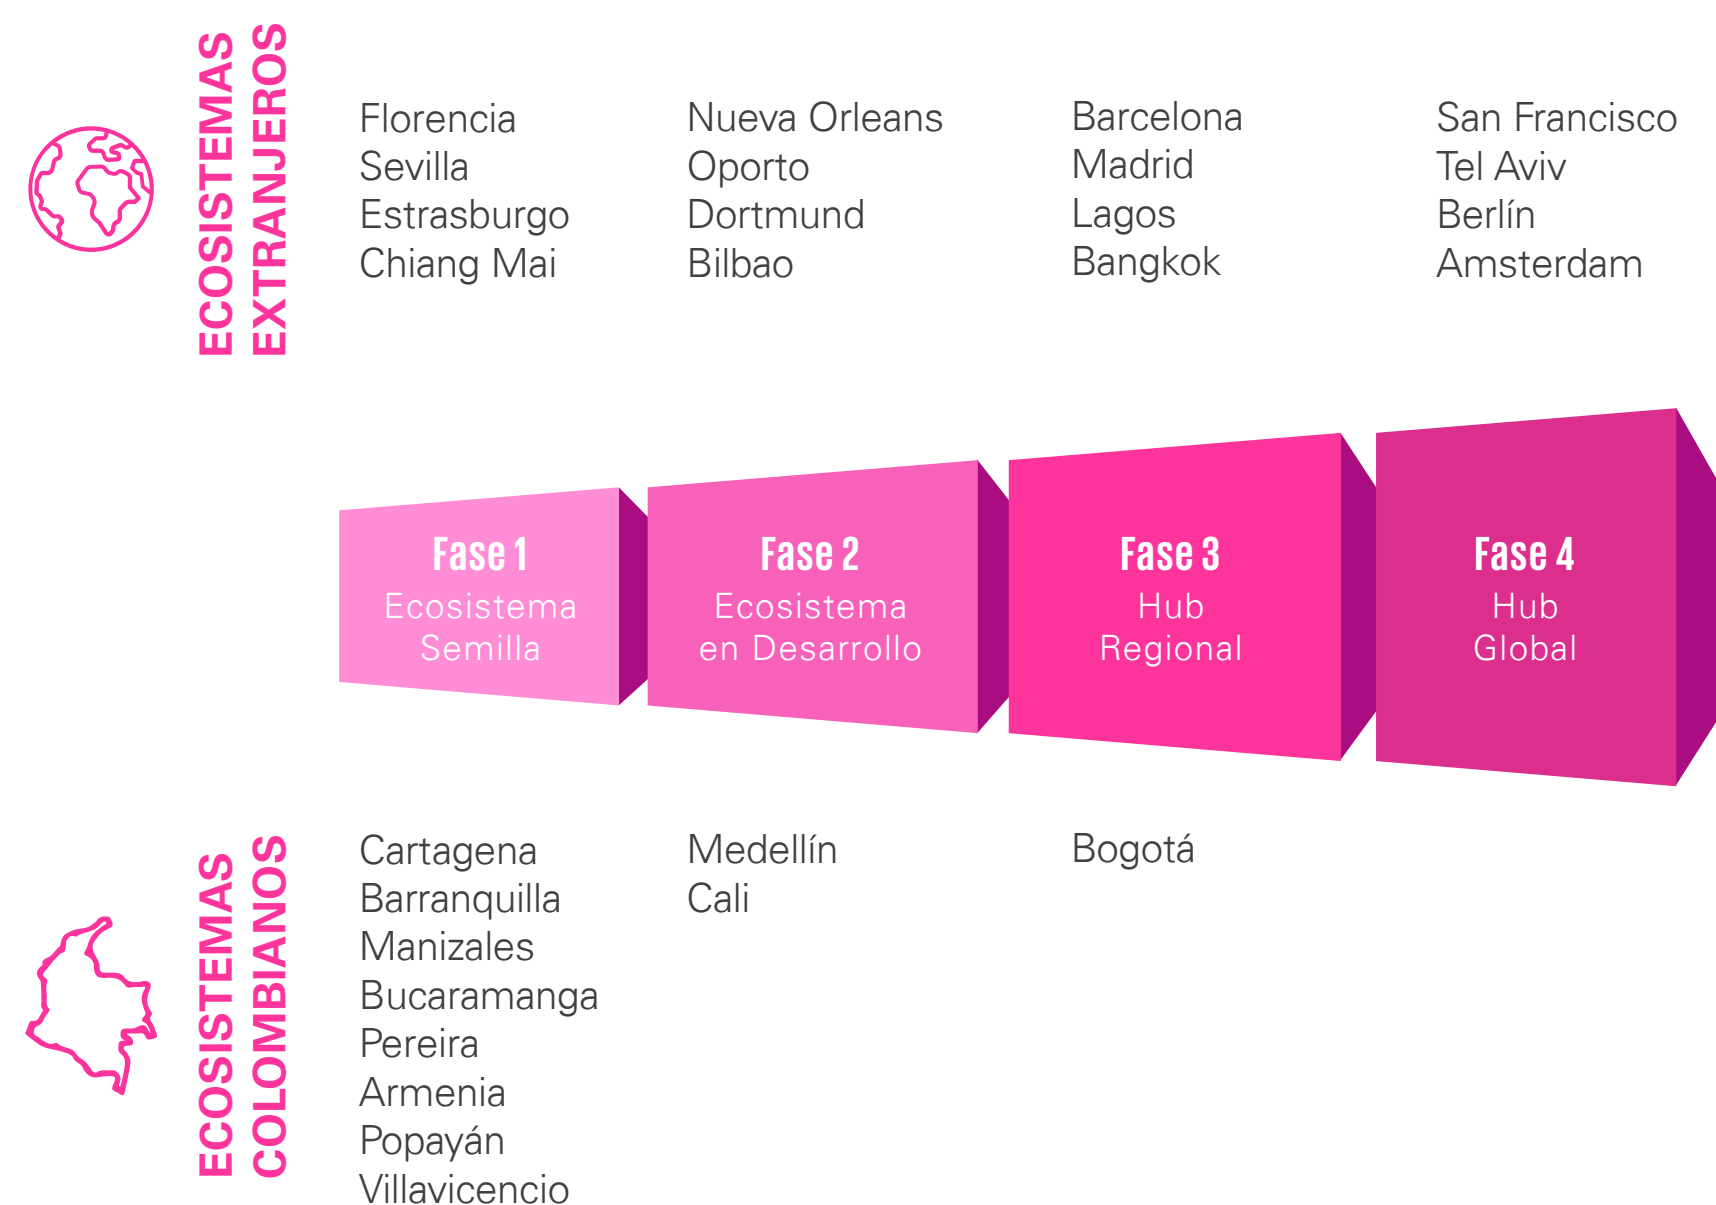 ECOSISTEMAS
EXTRANJEROS
Florencia
Sevilla
Estrasburgo
Chiang Mai
Nueva Orleans
Oporto
Dortmund
Bilbao
Barcelona
Madrid
Lagos
Bangkok
San Francisco
Tel Aviv
Berlín
Amsterdam
Fase 1
Ecosistema
Semilla
Fase 2
Ecosistema
en Desarrollo
Fase 3
Hub
Regional
Fase 4
Hub
Global
ECOSISTEMAS
COLOMBIANOS
Cartagena
Barranquilla
Manizales
Bucaramanga
Pereira
Armenia
Popayán
Villavicencio
Medellín
Cali
Bogotá